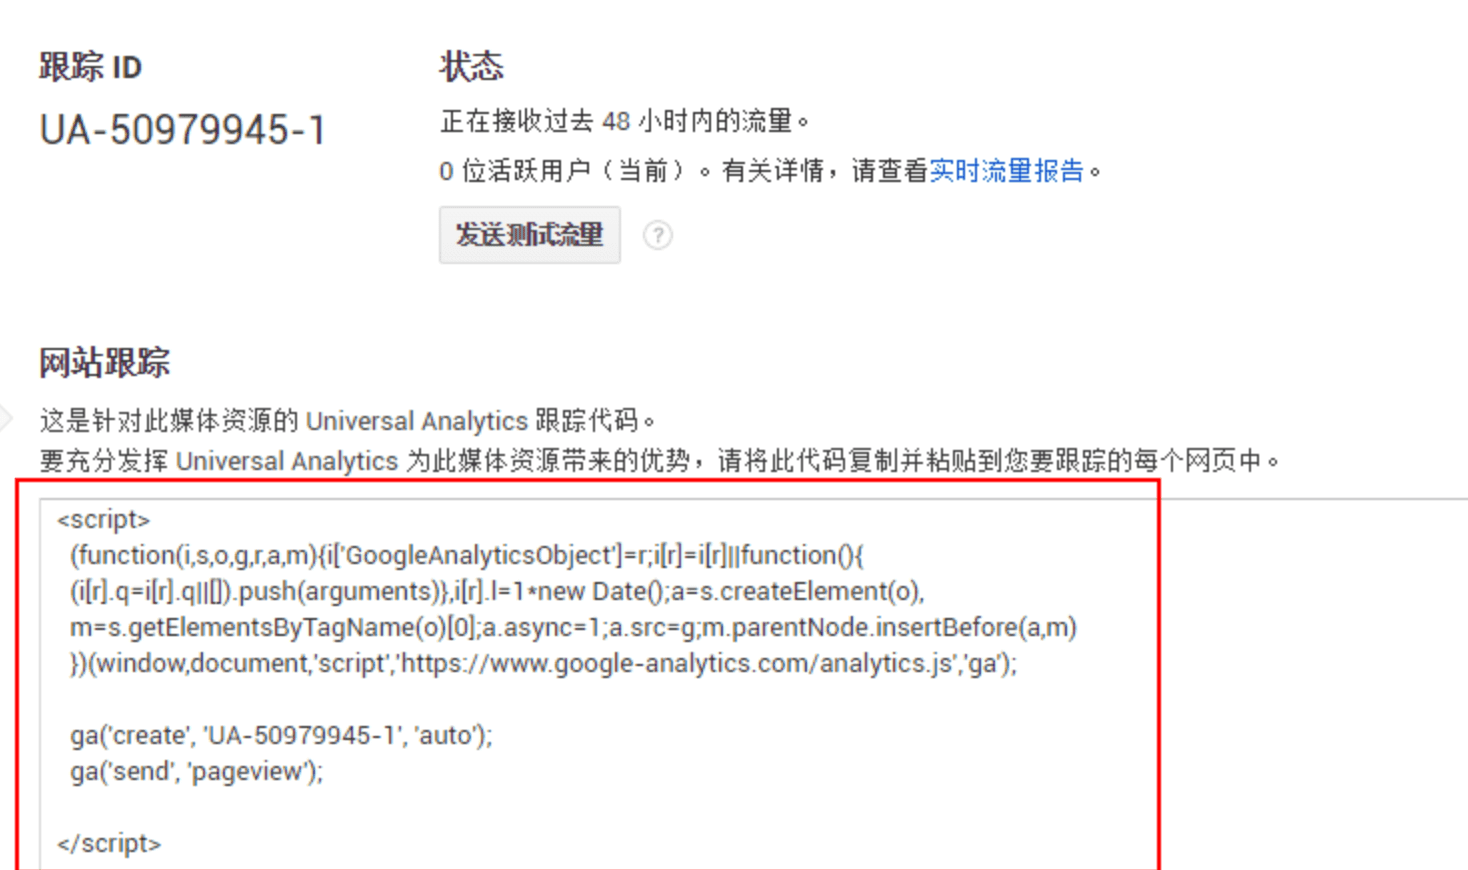 跟踪 ID
UA-50979945-1
状态
正在接收过去 48 小时内的流量。
0 位活跃用户（当前）。有关详情，请查看实时流量报告。
发送测试流量 ?
网站跟踪
这是针对此媒体资源的 Universal Analytics 跟踪代码。
要充分发挥 Universal Analytics 为此媒体资源带来的优势，请将此代码复制并粘贴到您要跟踪的每个网页中。
<script>
(function(i,s,o,g,r,a,m){i['GoogleAnalyticsObject']=r;i[r]=i[r]||function(){
(i[r].q=i[r].q||[]).push(arguments)},i[r].l=1*new Date();a=s.createElement(o),
m=s.getElementsByTagName(o)[0];a.async=1;a.src=g;m.parentNode.insertBefore(a,m)
})(window,document,'script','https://www.google-analytics.com/analytics.js','ga');
ga('create', 'UA-50979945-1', 'auto');
ga('send', 'pageview');
</script>